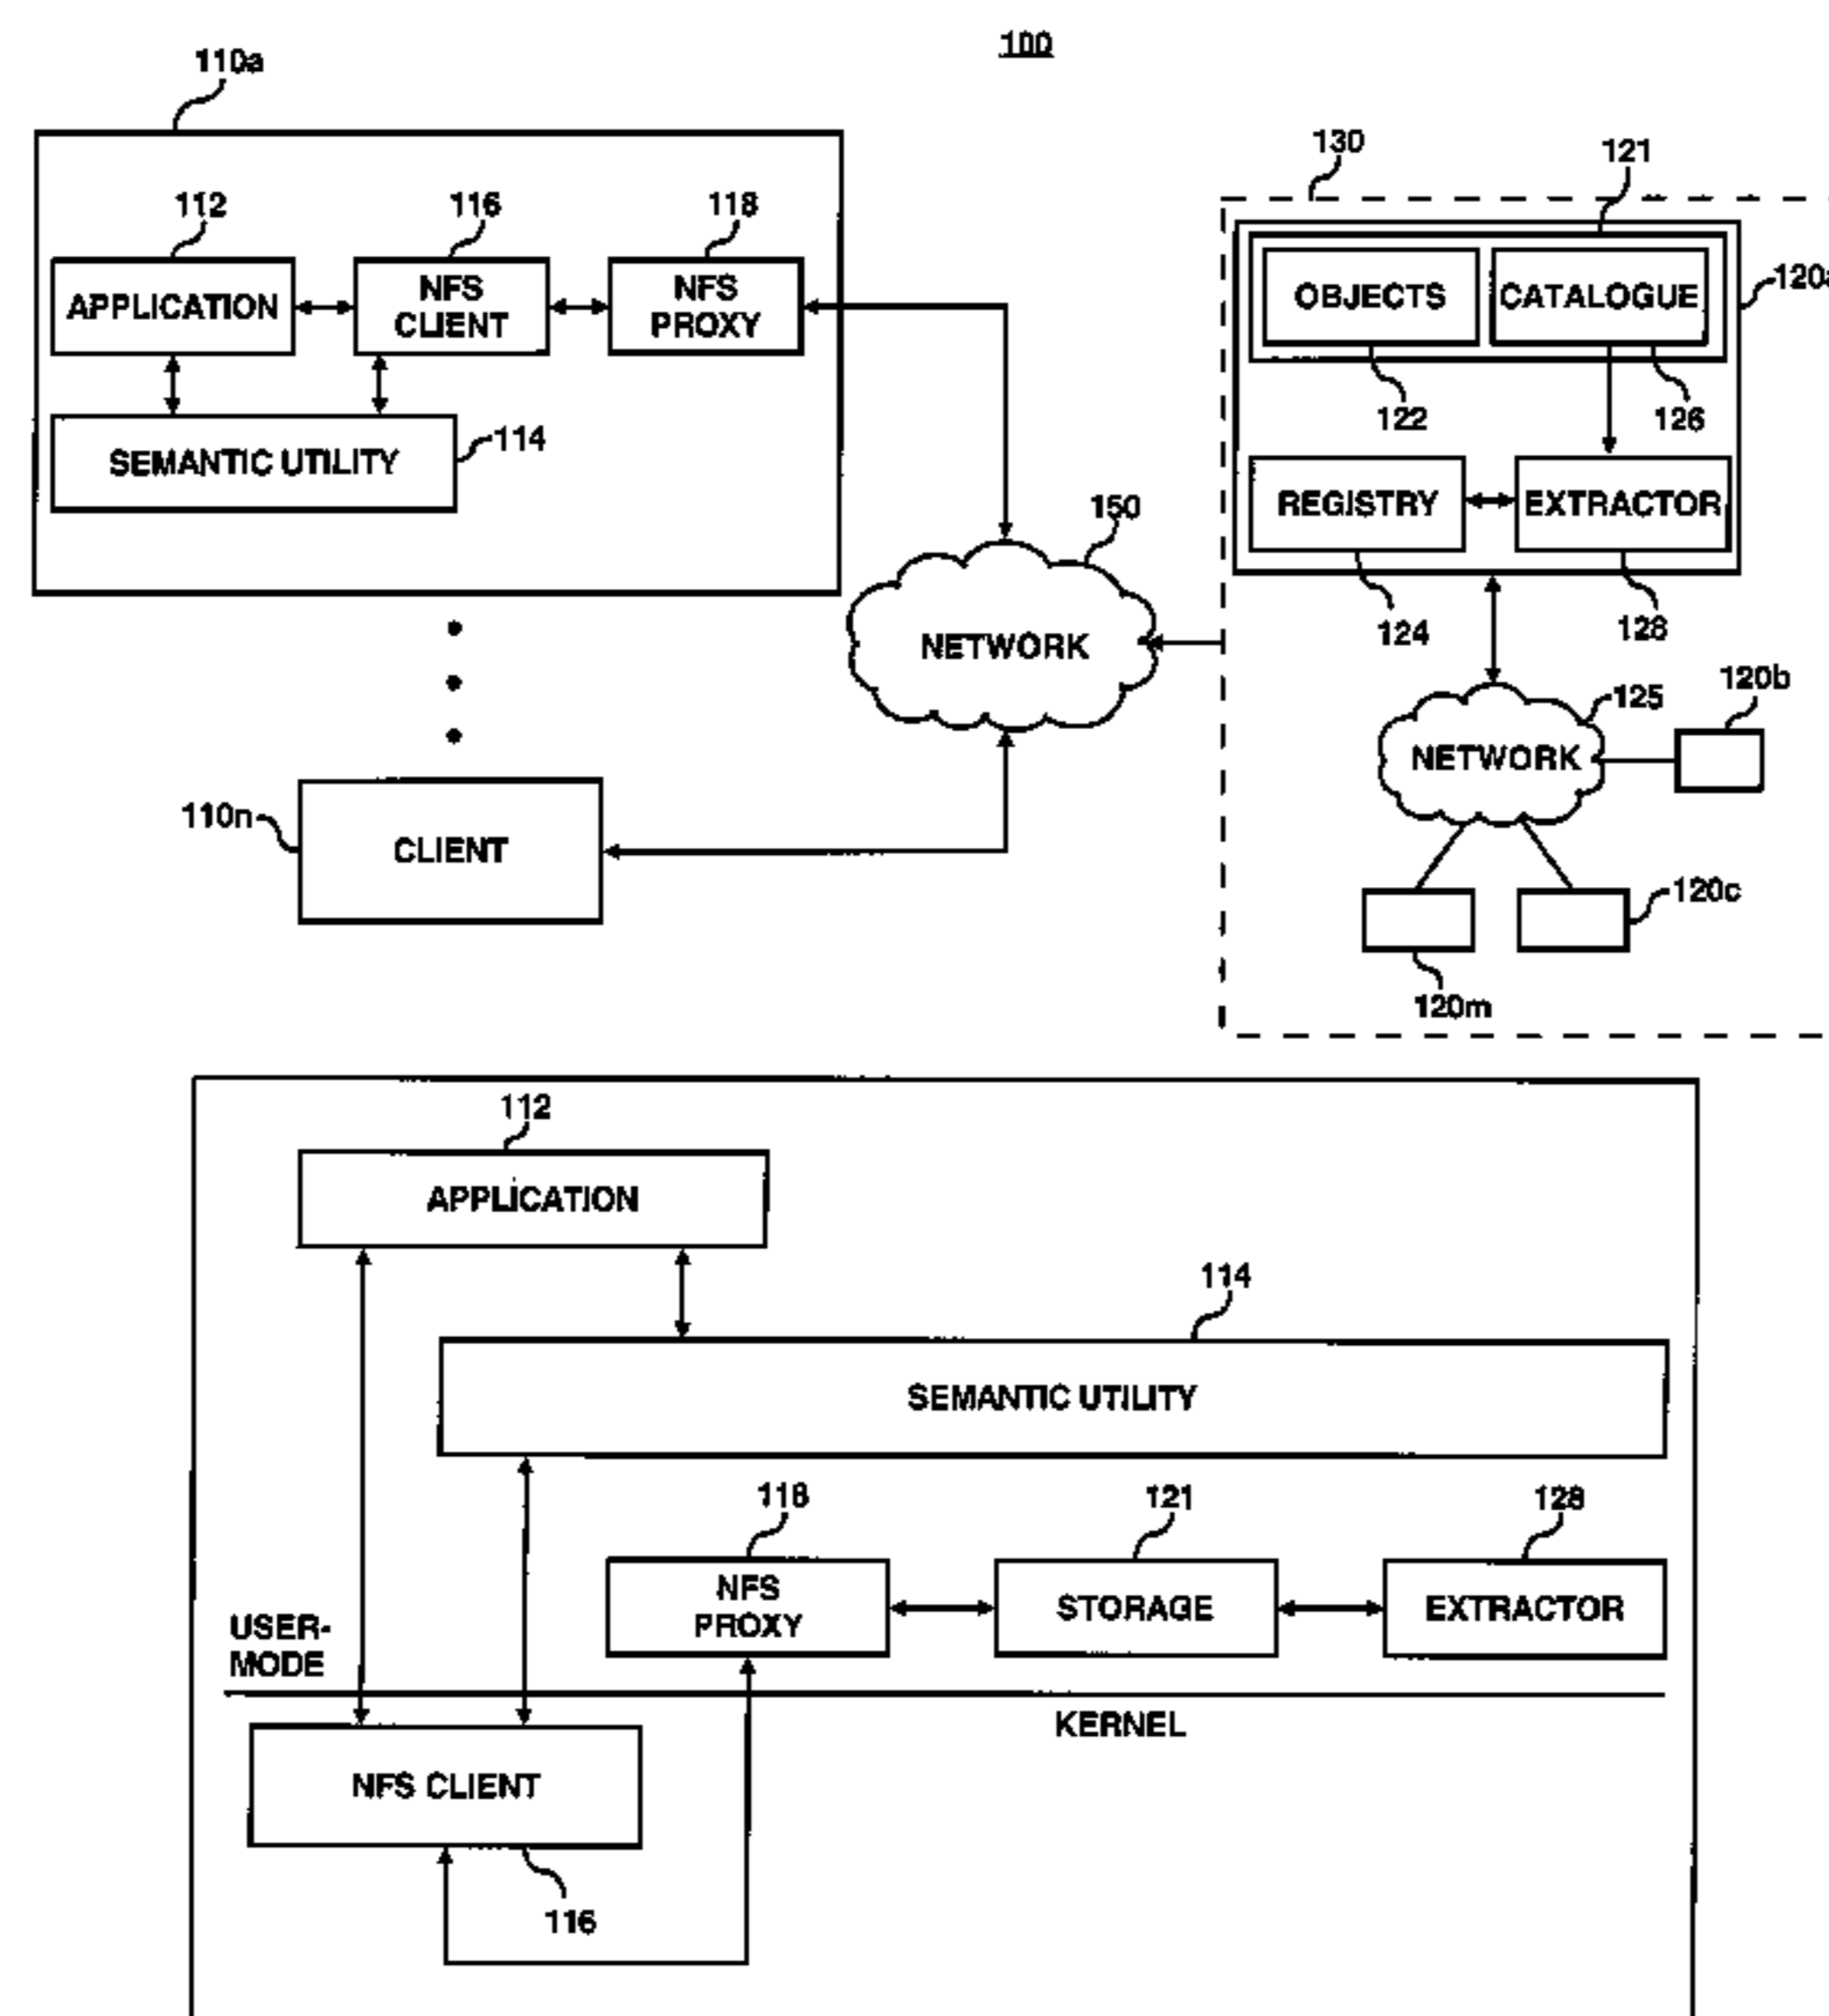 100
110a
130
121
112
116
118
APPLICATION
NFS
CLIENT
NFS
PROXY
OBJECTS
CATALOGUE
120a
122
126
SEMANTIC UTILITY
114
REGISTRY
EXTRACTOR
150
124
128
NETWORK
125
120b
NETWORK
110n
CLIENT
120c
120m
112
APPLICATION
114
SEMANTIC UTILITY
118
121
128
NFS
PROXY
STORAGE
EXTRACTOR
USER-
MODE
KERNEL
NFS CLIENT
116